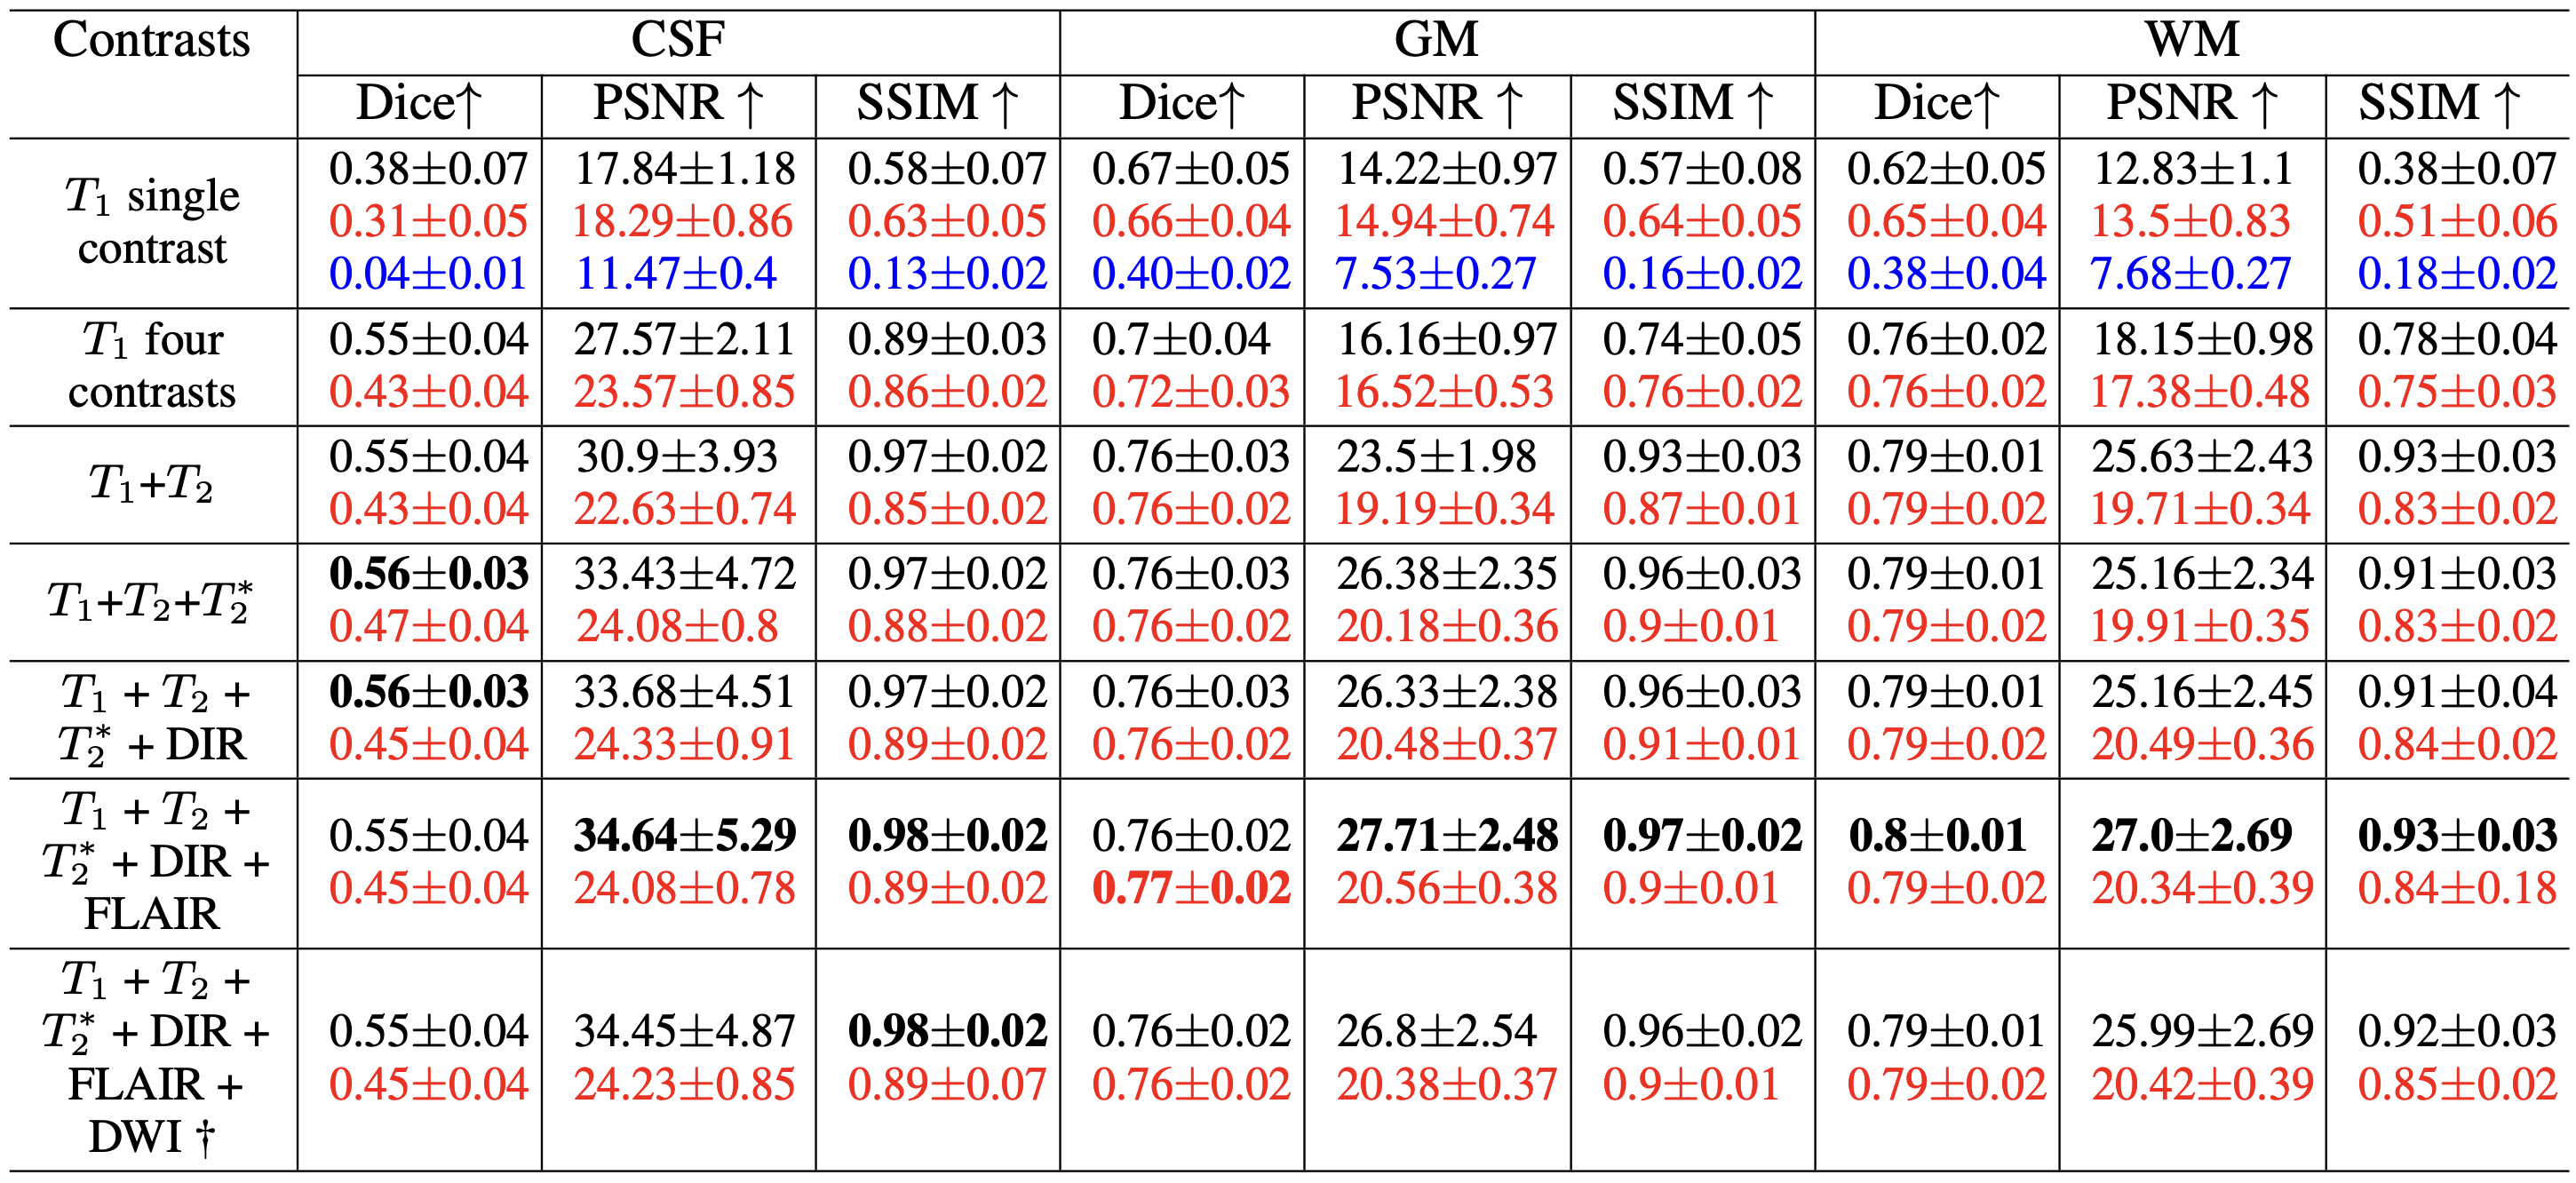 Contrasts CSF GM WM
Dice↑ PSNR ↑ SSIM ↑ Dice↑ PSNR ↑ SSIM ↑ Dice↑ PSNR ↑ SSIM ↑
T₁ single contrast
0.38±0.07 17.84±1.18 0.58±0.07 0.67±0.05 14.22±0.97 0.57±0.08 0.62±0.05 12.83±1.1 0.38±0.07
0.31±0.05 18.29±0.86 0.63±0.05 0.66±0.04 14.94±0.74 0.64±0.05 0.65±0.04 13.5±0.83 0.51±0.06
0.04±0.01 11.47±0.4 0.13±0.02 0.40±0.02 7.53±0.27 0.16±0.02 0.38±0.04 7.68±0.27 0.18±0.02
T₁ four contrasts
0.55±0.04 27.57±2.11 0.89±0.03 0.7±0.04 16.16±0.97 0.74±0.05 0.76±0.02 18.15±0.98 0.78±0.04
0.43±0.04 23.57±0.85 0.86±0.02 0.72±0.03 16.52±0.53 0.76±0.02 0.76±0.02 17.38±0.48 0.75±0.03
T₁+T₂
0.55±0.04 30.9±3.93 0.97±0.02 0.76±0.03 23.5±1.98 0.93±0.03 0.79±0.01 25.63±2.43 0.93±0.03
0.43±0.04 22.63±0.74 0.85±0.02 0.76±0.02 19.19±0.34 0.87±0.01 0.79±0.02 19.71±0.34 0.83±0.02
T₁+T₂+T₂*
0.56±0.03 33.43±4.72 0.97±0.02 0.76±0.03 26.38±2.35 0.96±0.03 0.79±0.01 25.16±2.34 0.91±0.03
0.47±0.04 24.08±0.8 0.88±0.02 0.76±0.02 20.18±0.36 0.9±0.01 0.79±0.02 19.91±0.35 0.83±0.02
T₁ + T₂ +
T₂* + DIR
0.56±0.03 33.68±4.51 0.97±0.02 0.76±0.03 26.33±2.38 0.96±0.03 0.79±0.01 25.16±2.45 0.91±0.04
0.45±0.04 24.33±0.91 0.89±0.02 0.76±0.02 20.48±0.37 0.91±0.01 0.79±0.02 20.49±0.36 0.84±0.02
T₁ + T₂ +
T₂* + DIR +
FLAIR
0.55±0.04 34.64±5.29 0.98±0.02 0.76±0.02 27.71±2.48 0.97±0.02 0.8±0.01 27.0±2.69 0.93±0.03
0.45±0.04 24.08±0.78 0.89±0.02 0.77±0.02 20.56±0.38 0.9±0.01 0.79±0.02 20.34±0.39 0.84±0.18
T₁ + T₂ +
T₂* + DIR +
FLAIR +
DWI †
0.55±0.04 34.45±4.87 0.98±0.02 0.76±0.02 26.8±2.54 0.96±0.02 0.79±0.01 25.99±2.69 0.92±0.03
0.45±0.04 24.23±0.85 0.89±0.07 0.76±0.02 20.38±0.37 0.9±0.01 0.79±0.02 20.42±0.39 0.85±0.02